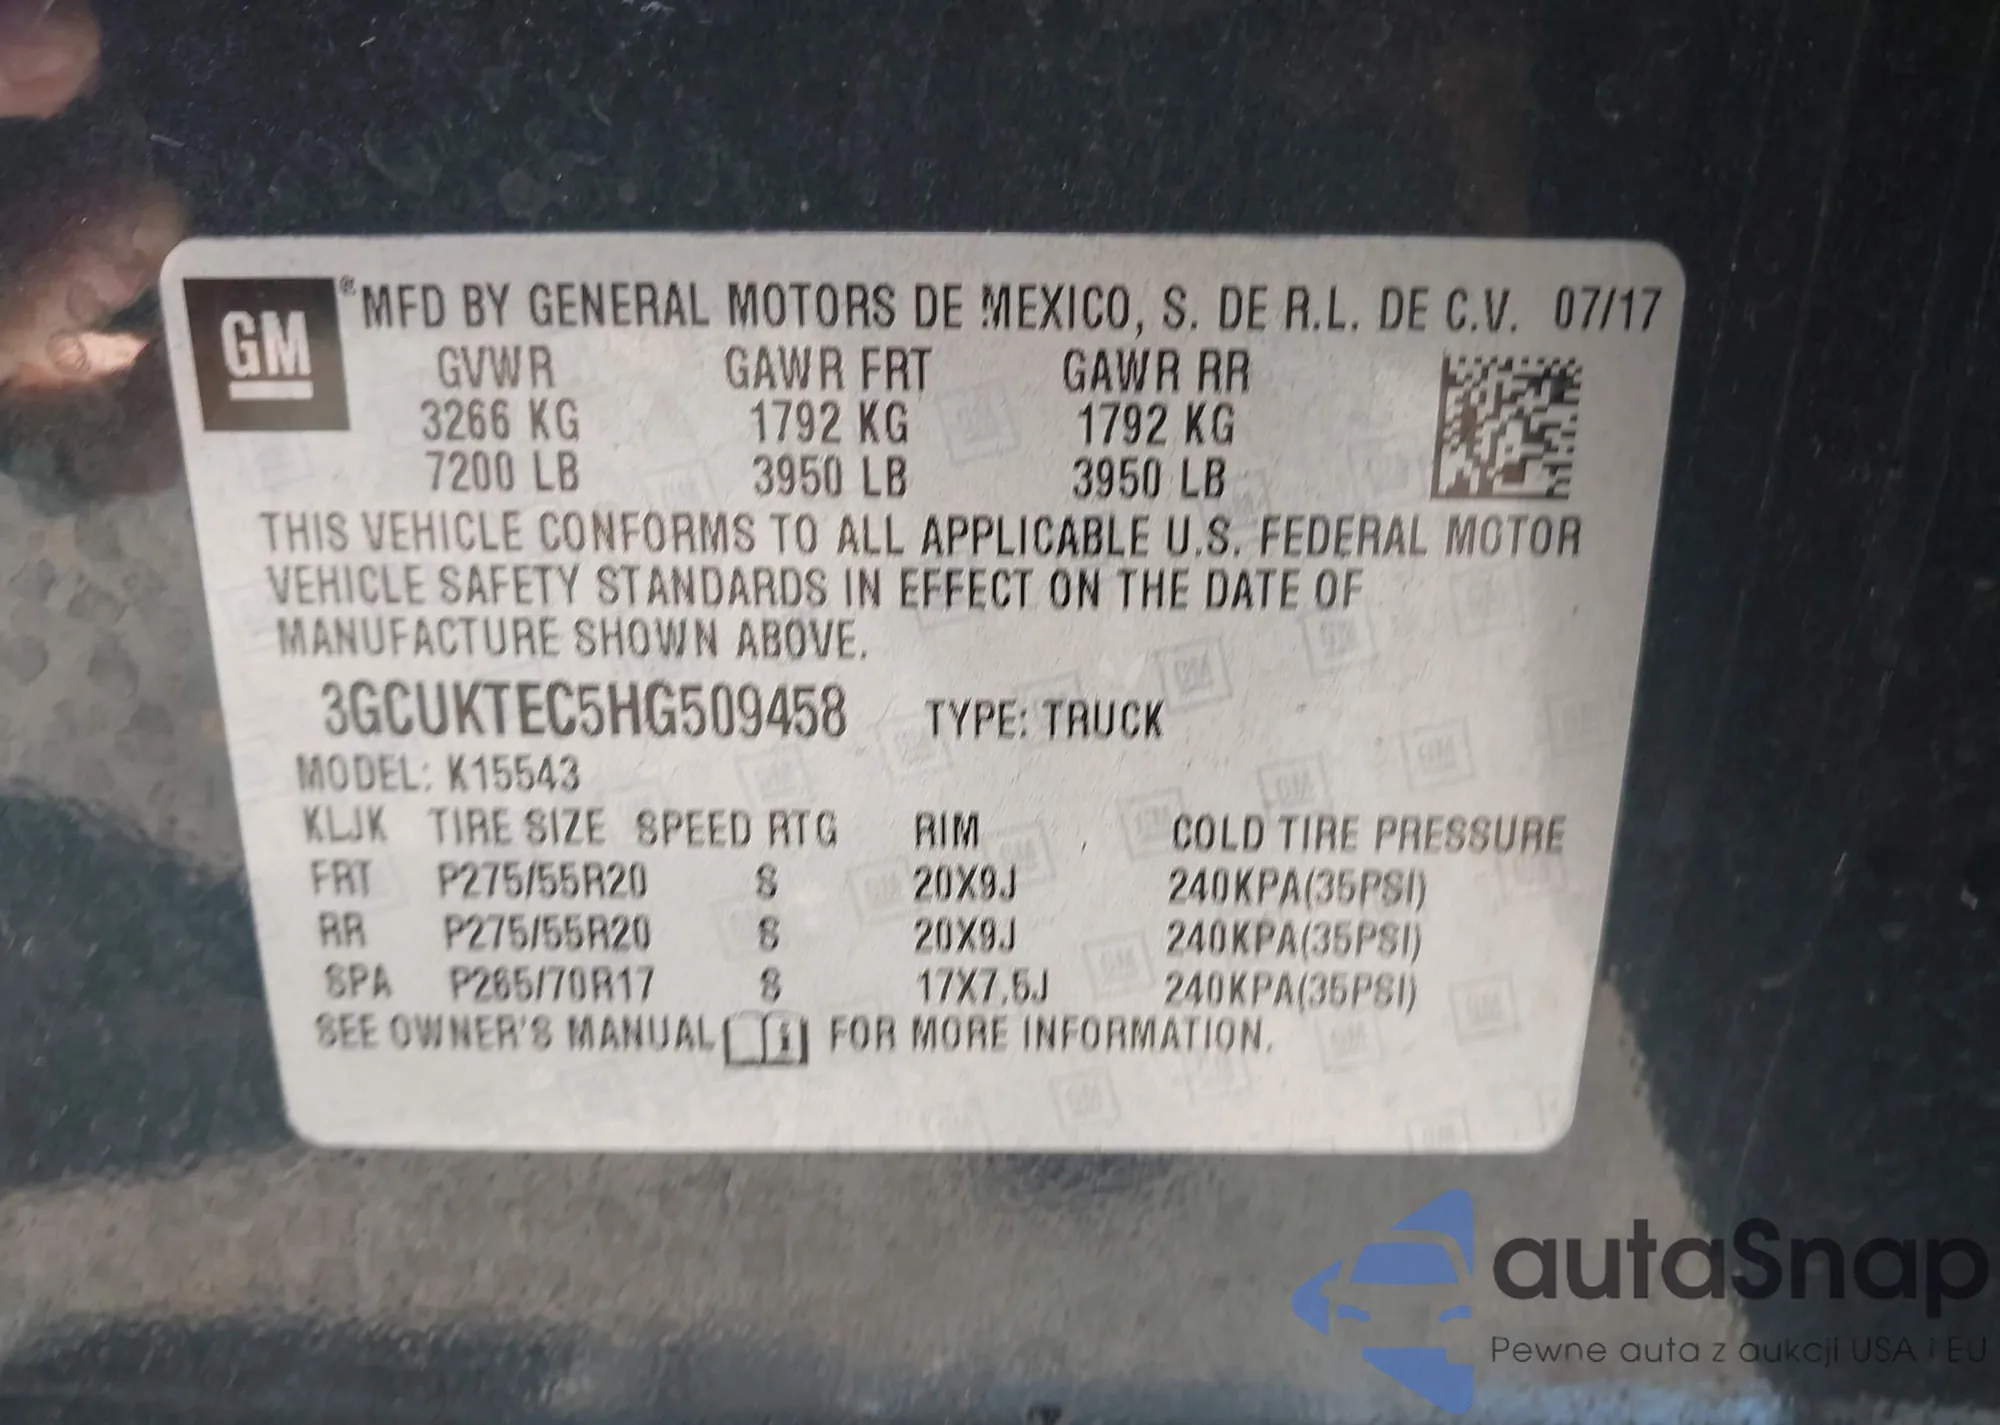 GM
® MFD BY GENERAL MOTORS DE MEXICO, S. DE R.L. DE C.V. 07/17
GVWR GAWR FRT GAWR RR
3266 KG 1792 KG 1792 KG
7200 LB 3950 LB 3950 LB
THIS VEHICLE CONFORMS TO ALL APPLICABLE U.S. FEDERAL MOTOR
VEHICLE SAFETY STANDARDS IN EFFECT ON THE DATE OF
MANUFACTURE SHOWN ABOVE.
3GCUKTEC5HG509458 TYPE: TRUCK
MODEL: K15543
KLJK TIRE SIZE SPEED RTG RIM COLD TIRE PRESSURE
FRT P275/55R20 S 20X9J 240KPA(35PSI)
RR P275/55R20 S 20X9J 240KPA(35PSI)
SPA P265/70R17 S 17X7.5J 240KPA(35PSI)
SEE OWNER'S MANUAL i FOR MORE INFORMATION.
autaSnap
Pewne auta z aukcji USA i EU